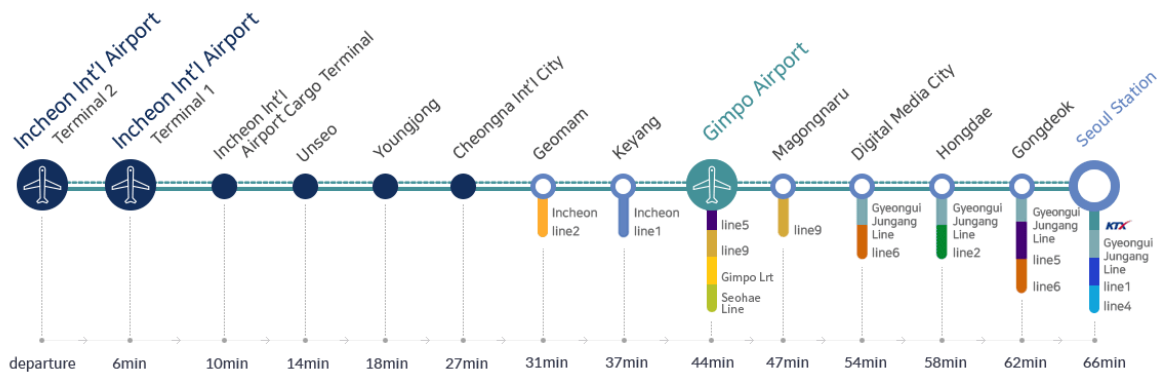 Incheon Int'l Airport
Terminal 2
Incheon Int'l Airport
Terminal 1
Incheon Int'l
Airport Cargo Terminal
Unseo
Youngjong
Cheongna Int'l City
Geomam
Keyang
Gimpo Airport
Magongnaru
Digital Media City
Hongdae
Gongdeok
Seoul Station
Incheon
line2
Incheon
line1
line5
line9
Gimpo Lrt
Seohae
Line
line9
Gyeongui
Jungang
Line
line6
Gyeongui
Jungang
Line
line2
Gyeongui
Jungang
Line
line5
line6
KTX
Gyeongui
Jungang
Line
line1
line4
departure
6min
10min
14min
18min
27min
31min
37min
44min
47min
54min
58min
62min
66min